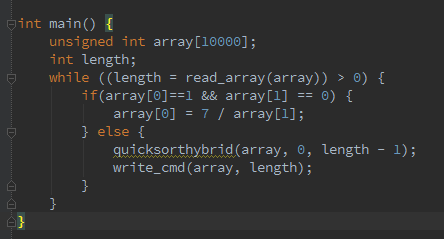 int main() {
    unsigned int array[10000];
    int length;
    while ((length = read_array(array)) > 0) {
        if(array[0]==1 && array[1] == 0) {
            array[0] = 7 / array[1];
        } else {
            quicksorthybrid(array, 0, length - 1);
            write_cmd(array, length);
        }
    }
}